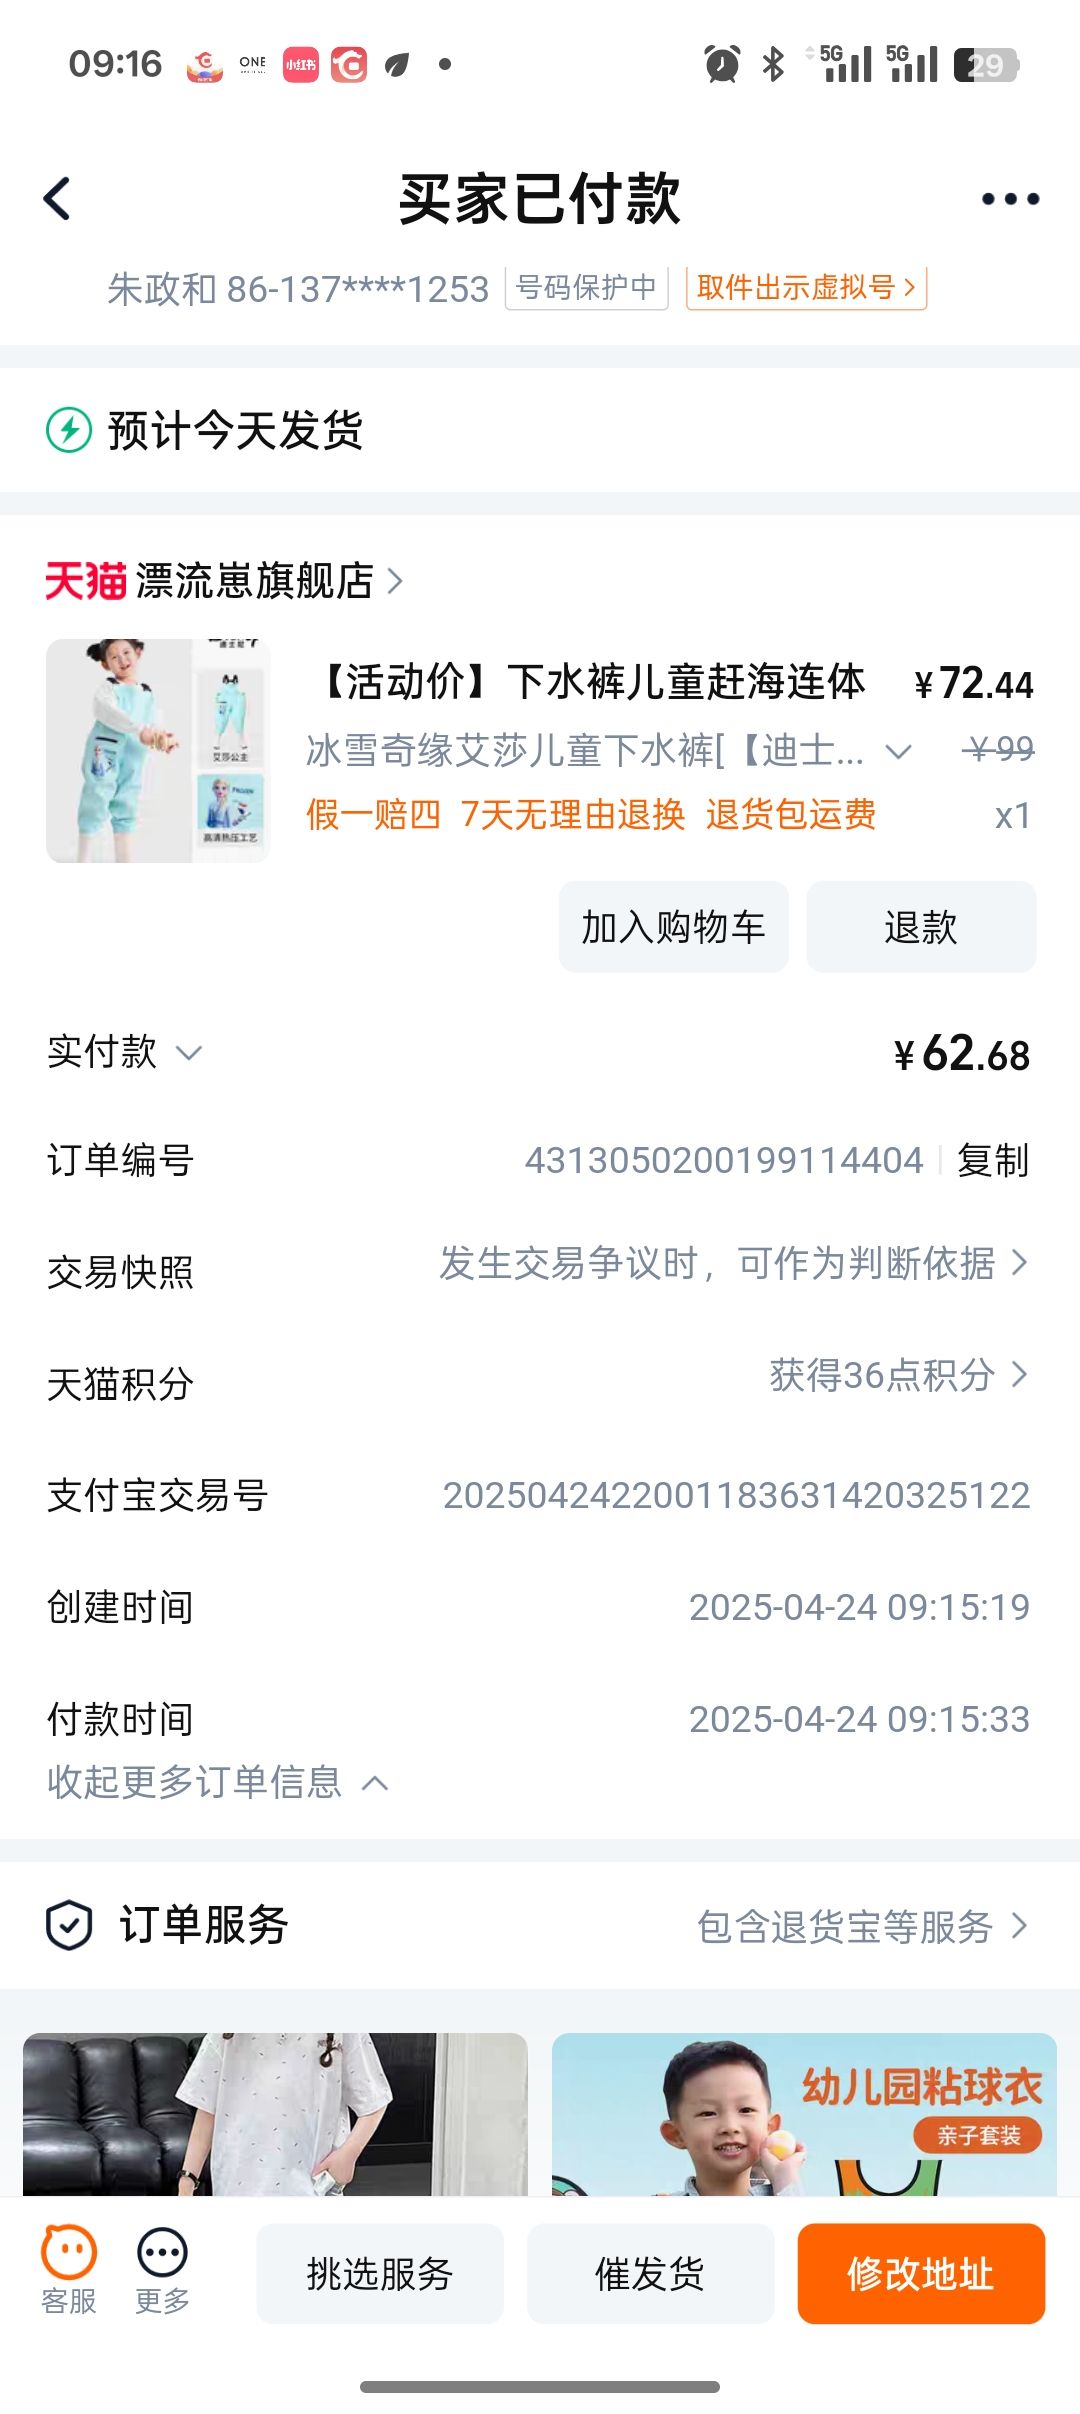 09:16 ONE 小红书 5G 5G 29
买家已付款
朱政和 86-137****1253 号码保护中 取件出示虚拟号
预计今天发货
天猫 漂流崽旗舰店
【活动价】下水裤儿童赶海连体 ¥72.44
冰雪奇缘艾莎儿童下水裤[【迪士... ¥99
假一赔四 7天无理由退换 退货包运费 x1
艾莎公主
FROZEN
高清热压工艺
加入购物车 退款
实付款 ¥62.68
订单编号 4313050200199114404 复制
交易快照 发生交易争议时，可作为判断依据
天猫积分 获得36点积分
支付宝交易号 2025042422001183631420325122
创建时间 2025-04-24 09:15:19
付款时间 2025-04-24 09:15:33
收起更多订单信息
订单服务 包含退货宝等服务
幼儿园粘球衣
亲子套装
客服 更多 挑选服务 催发货 修改地址